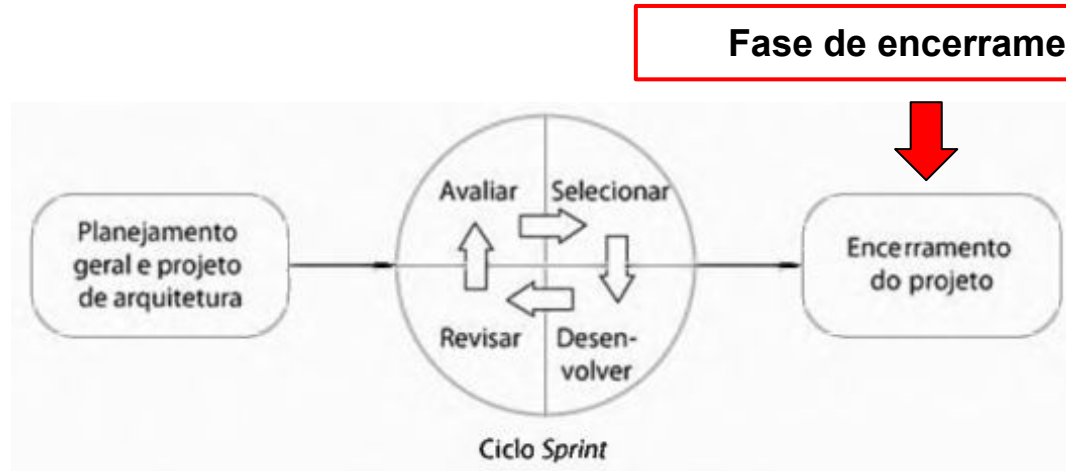 Fase de encerrame
Planejamento
geral e projeto
de arquitetura
Avaliar
Selecionar
Revisar
Desen-
volver
Encerramento
do projeto
Ciclo Sprint